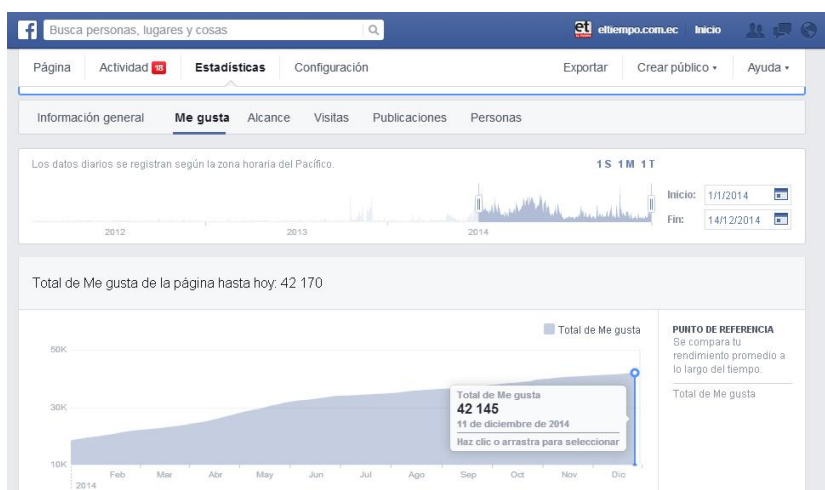 Busca personas, lugares y cosas
et eltiempo.com.ec Inicio
Página Actividad 18 Estadísticas Configuración Exportar Crear público Ayuda
Información general Me gusta Alcance Visitas Publicaciones Personas
Los datos diarios se registran según la zona horaria del Pacífico. 1S 1M 1T
Inicio: 1/1/2014
Fin: 14/12/2014
2012 2013 2014
Total de Me gusta de la página hasta hoy: 42 170
Total de Me gusta
PUNTO DE REFERENCIA
Se compara tu
rendimiento promedio a
lo largo del tiempo.
Total de Me gusta
50K
30K
10K
Total de Me gusta
42 145
11 de diciembre de 2014
Haz clic o arrastra para seleccionar
Feb Mar Abr May Jun Jul Ago Sep Oct Nov Dic
2014